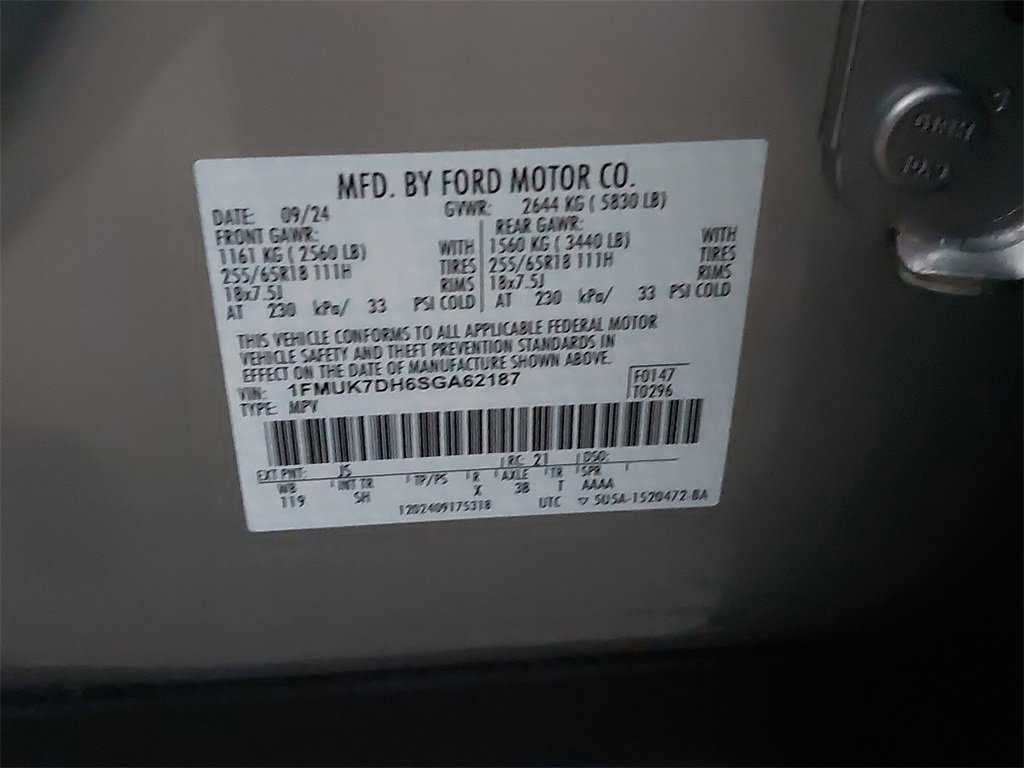 MFD. BY FORD MOTOR CO.
DATE: 09/24 GVWR: 2644 KG ( 5830 LB)
FRONT GAWR: REAR GAWR:
1161 KG ( 2560 LB) WITH 1560 KG ( 3440 LB) WITH
255/65R18 111H TIRES 255/65R18 111H TIRES
18x7.5J RIMS 18x7.5J RIMS
AT 230 kPa/ 33 PSI COLD AT 230 kPa/ 33 PSI COLD
THIS VEHICLE CONFORMS TO ALL APPLICABLE FEDERAL MOTOR
VEHICLE SAFETY AND THEFT PREVENTION STANDARDS IN
EFFECT ON THE DATE OF MANUFACTURE SHOWN ABOVE.
VIN: 1FMUK7DH6SGA62187 F0147
TYPE: MPV T0296
EXT PNT: J5 RC: 21 DSO:
WB INT TR TP/PS R AXLE TR SPR
119 SH X 3B T AAAA
1202409175318 UTC ▽ 5U5A-1520472-BA